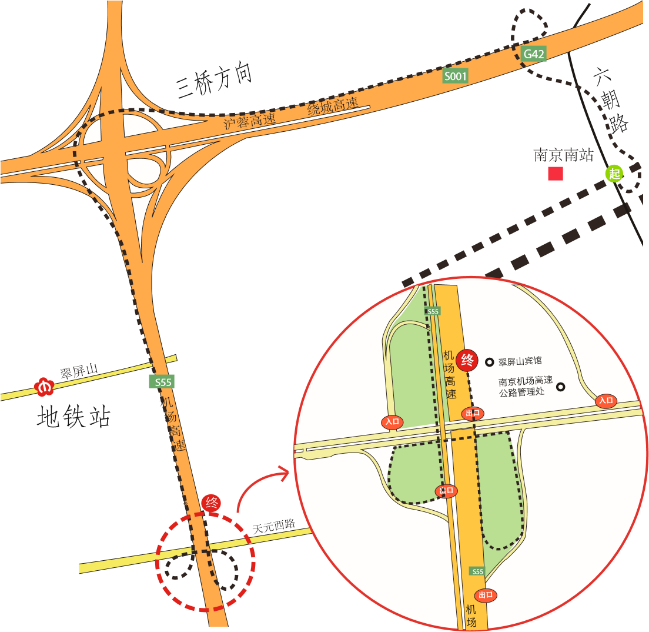 G42
S001
三桥方向
六
朝
路
绕城高速
沪蓉高速
南京南站
起
翠屏山
地铁站
S55
机
场
高
速
终
天元西路
S55
机
场
高
速
终
翠屏山宾馆
南京机场高速
公路管理处
入口
出口
入口
出口
S55
出口
机
场